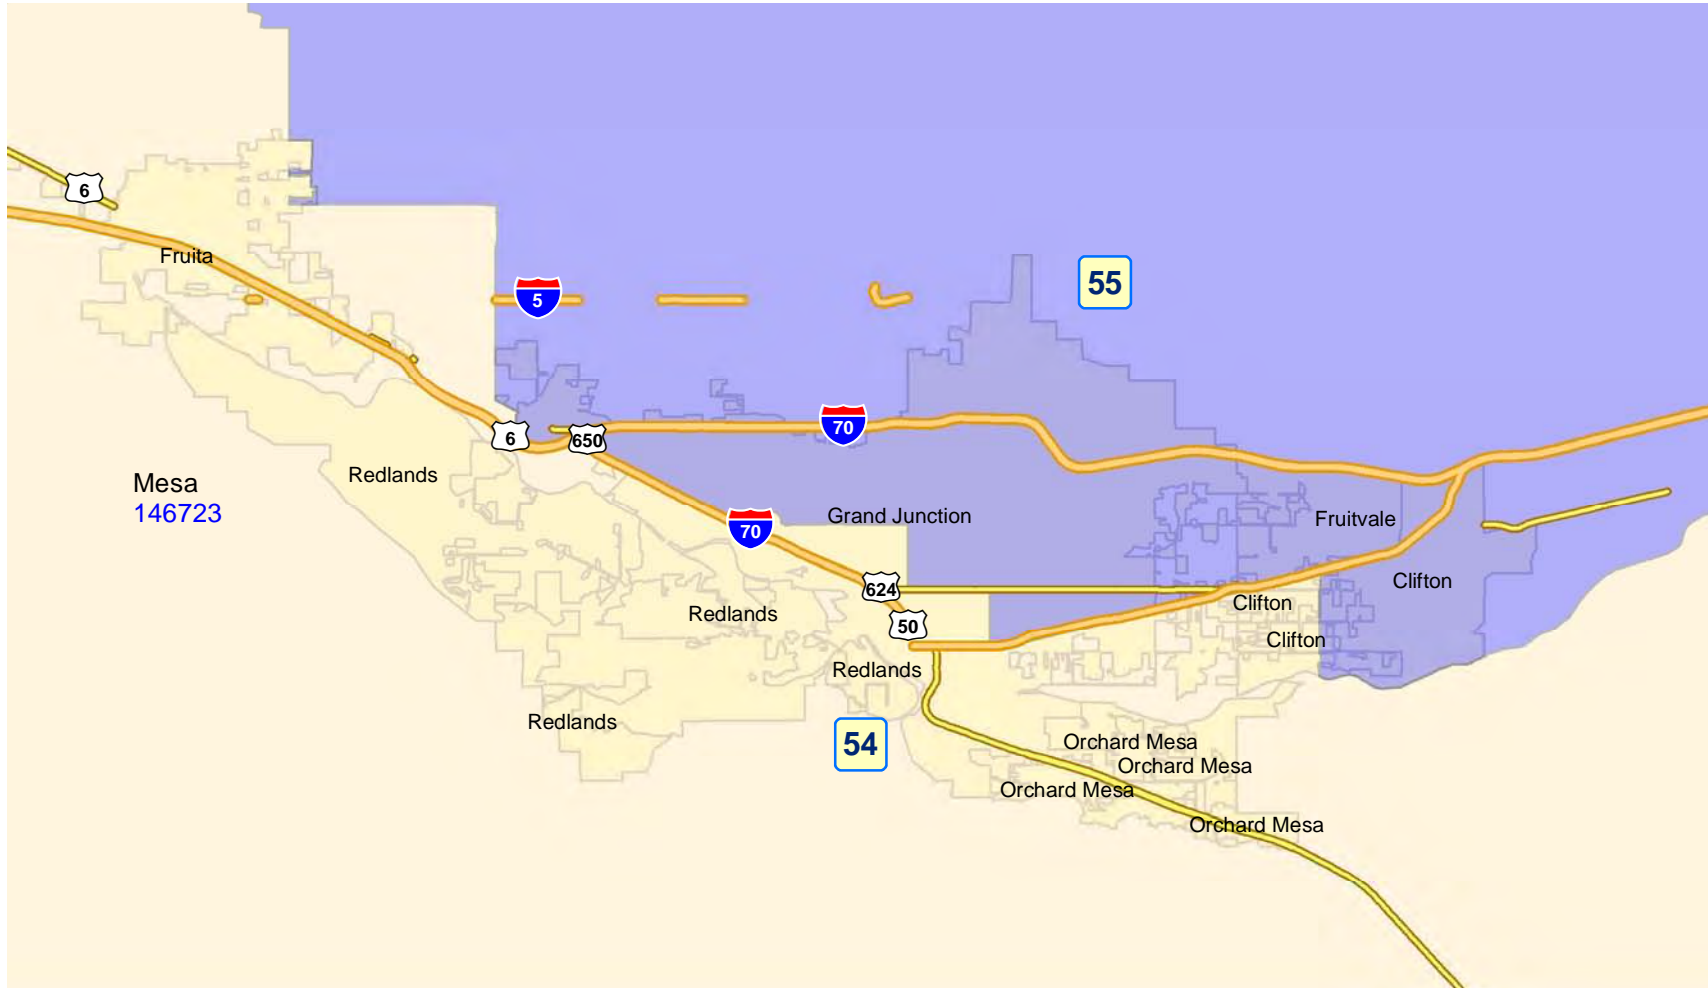 6
Fruita
55
5
70
6
650
Redlands
Mesa
146723
Grand Junction
Fruitvale
70
Clifton
624
Clifton
Redlands
50
Clifton
Redlands
Redlands
54
Orchard Mesa
Orchard Mesa
Orchard Mesa
Orchard Mesa